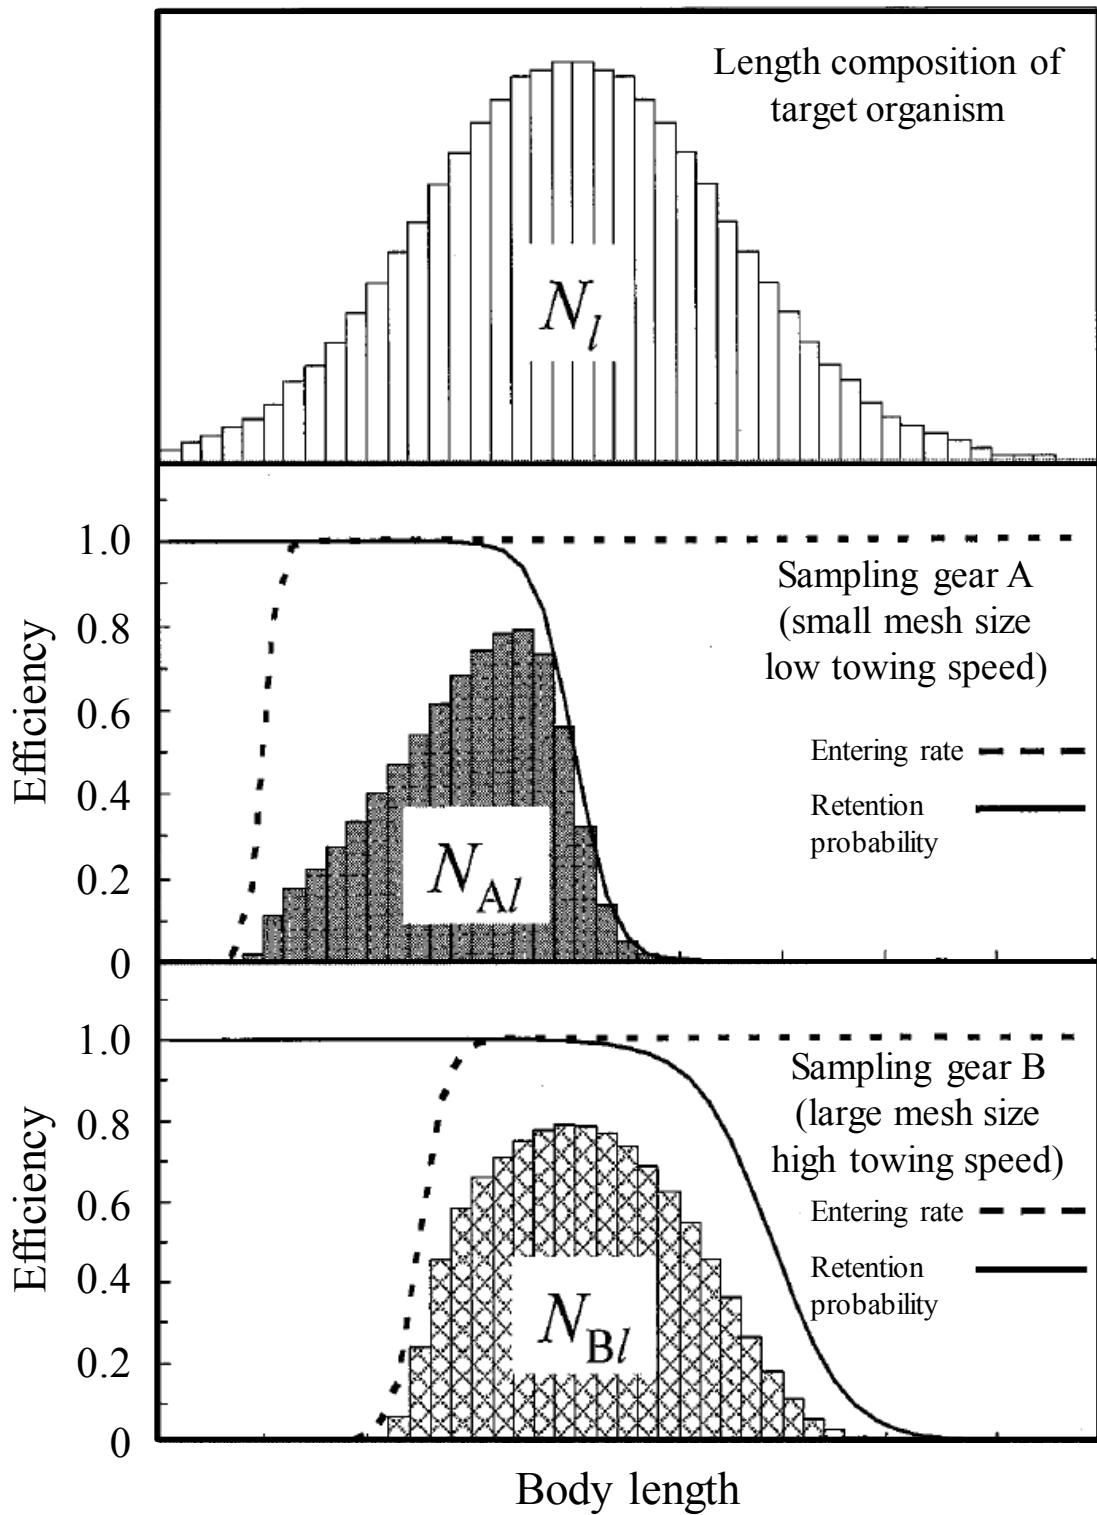 Length composition of
target organism
N_l
Efficiency
1.0
0.8
0.6
0.4
0.2
0
Sampling gear A
(small mesh size
low towing speed)
Entering rate
Retention
probability
N_Al
Efficiency
1.0
0.8
0.6
0.4
0.2
0
Sampling gear B
(large mesh size
high towing speed)
Entering rate
Retention
probability
N_Bl
Body length